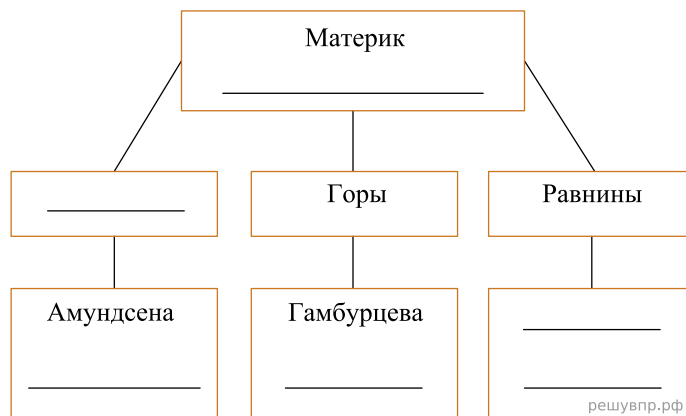 Материк
Горы
Равнины
Амундсена
Гамбурцева
решувпр.рф